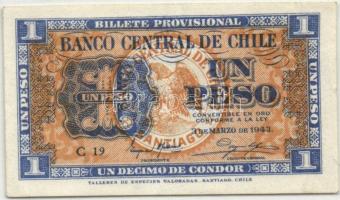 BILLETE PROVISIONAL
1 1
BANCO CENTRAL DE CHILE
UN PESO
UN PESO
UN PESO
UN
PESO
CONVERTIBLE EN ORO
CONFORME A LA LEY
3 DE MARZO DE 1943
SANTIAGO
C 19
PRESIDENTE
1 UN DECIMO DE CONDOR 1
TALLERES DE ESPECIES VALORADAS. SANTIAGO, CHILE